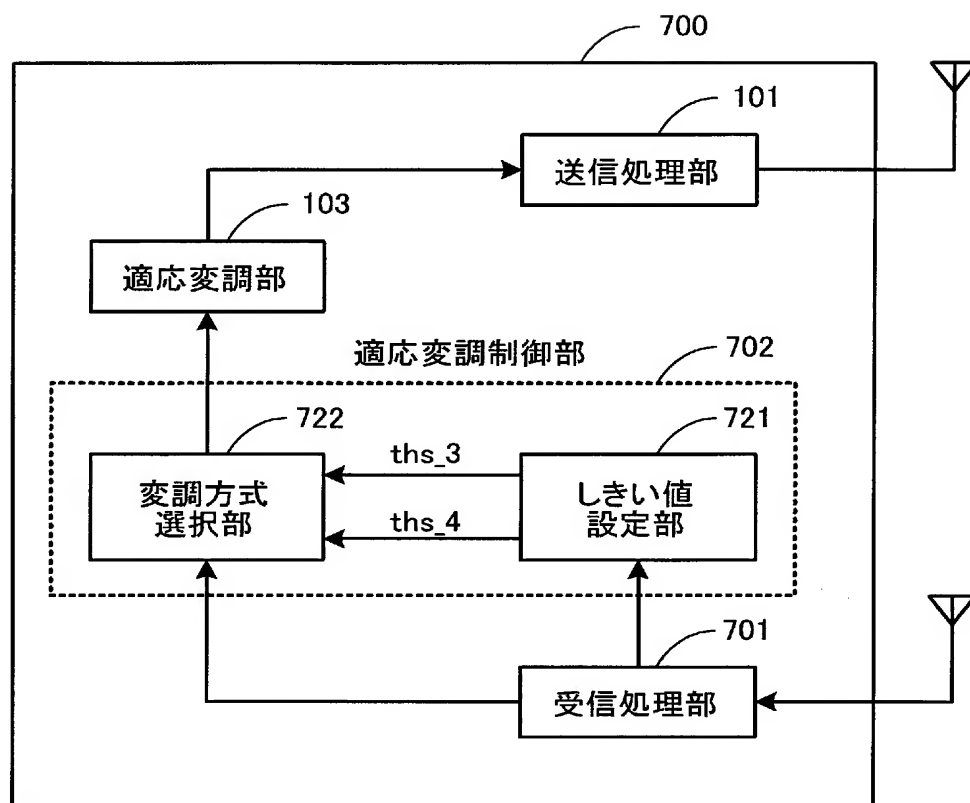 700
101
送信処理部
103
適応変調部
適応変調制御部
702
722
721
変調方式
選択部
ths_3
ths_4
しきい値
設定部
701
受信処理部